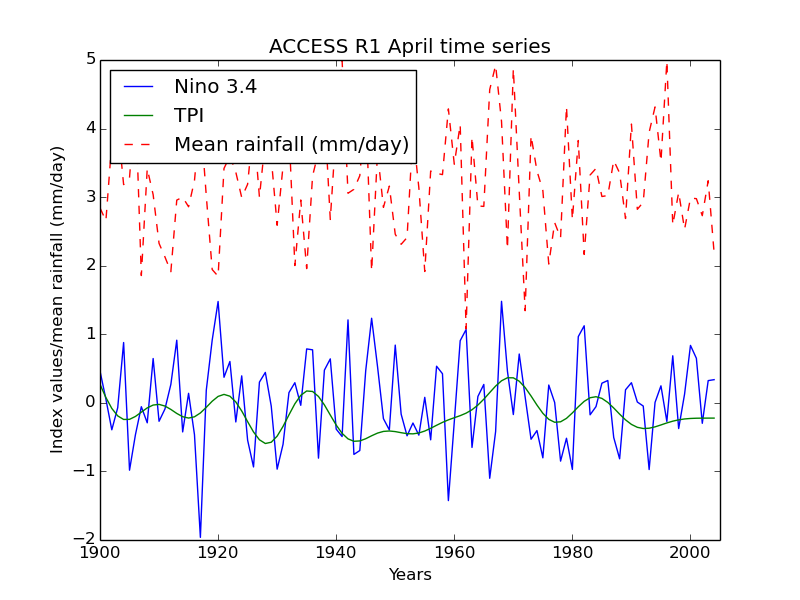 ACCESS R1 April time series
Nino 3.4
TPI
Mean rainfall (mm/day)
Index values/mean rainfall (mm/day)
5
4
3
2
1
0
−1
−2
1900 1920 1940 1960 1980 2000
Years